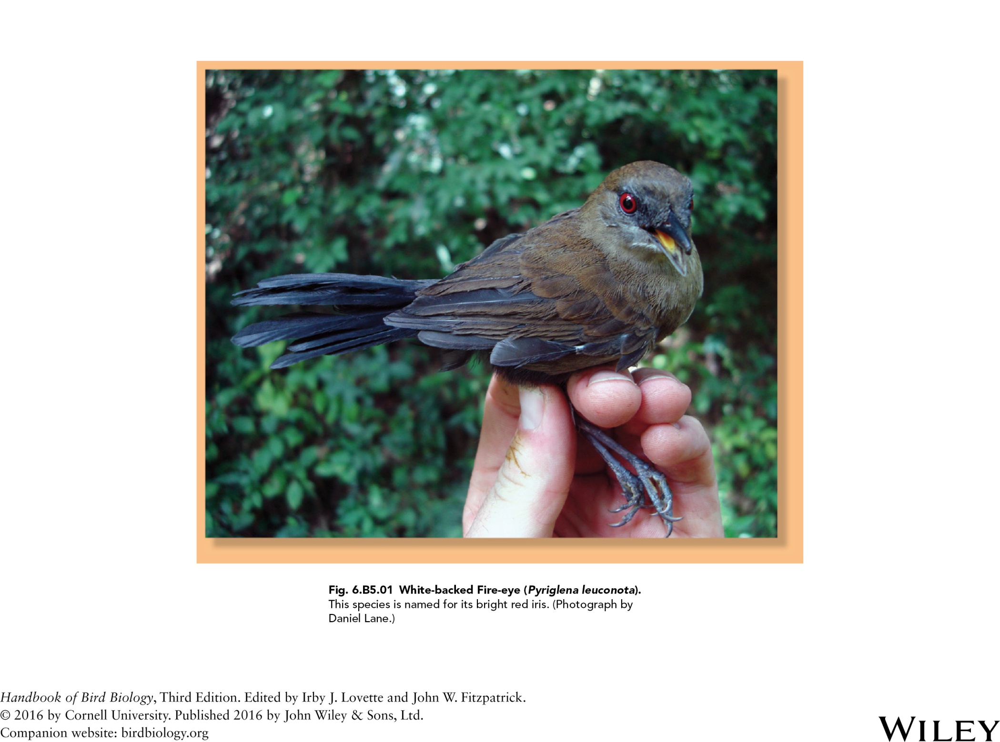 Fig. 6.B5.01 White-backed Fire-eye (Pyriglena leuconota).
This species is named for its bright red iris. (Photograph by
Daniel Lane.)
Handbook of Bird Biology, Third Edition. Edited by Irby J. Lovette and John W. Fitzpatrick.
© 2016 by Cornell University. Published 2016 by John Wiley & Sons, Ltd.
Companion website: birdbiology.org
WILEY